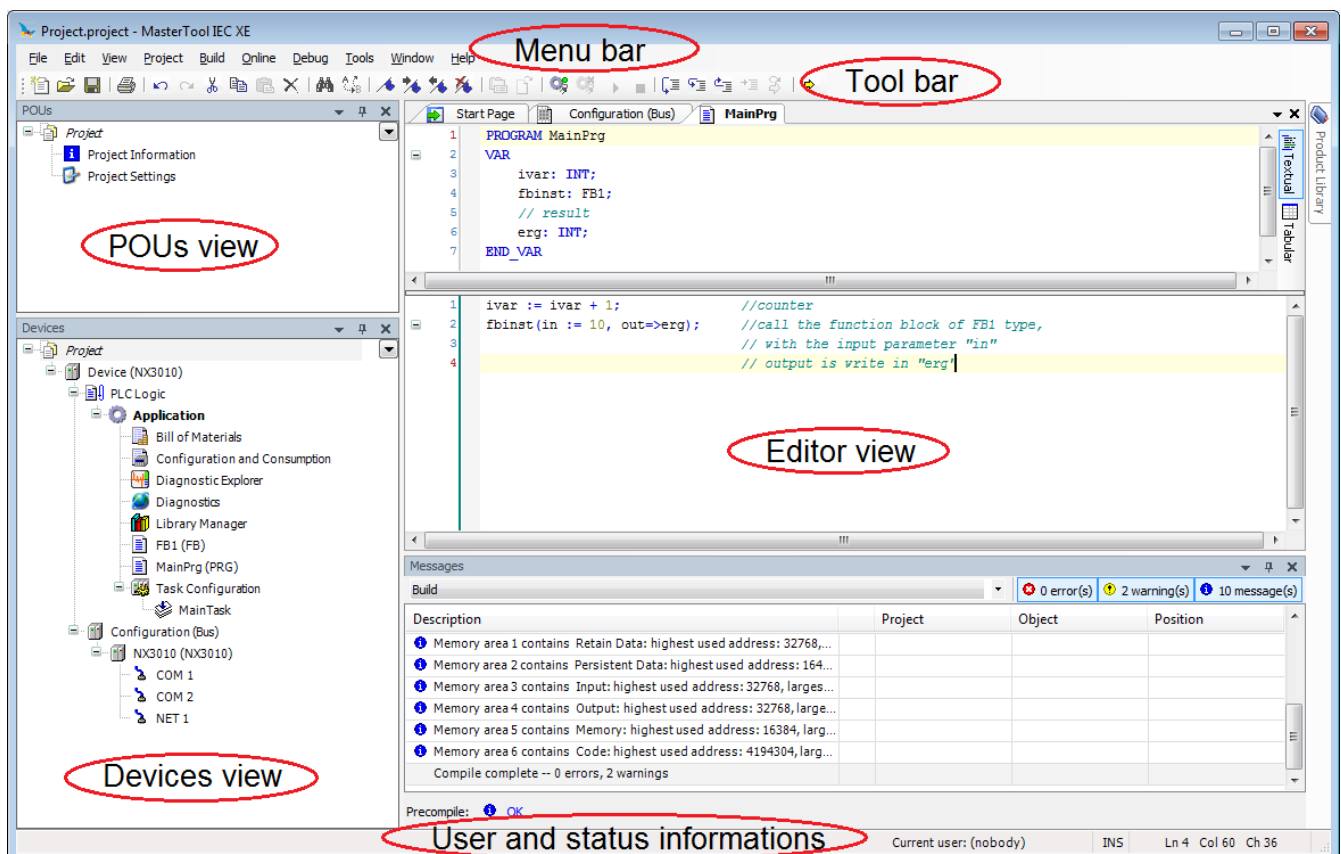 Project.project - MasterTool IEC XE
File Edit View Project Build Online Debug Tools Window Help
Menu bar
Tool bar
POUs
Project
Project Information
Project Settings
POUs view
Devices
Project
Device (NX3010)
PLC Logic
Application
Bill of Materials
Configuration and Consumption
Diagnostic Explorer
Diagnostics
Library Manager
FB1 (FB)
MainPrg (PRG)
Task Configuration
MainTask
Configuration (Bus)
NX3010 (NX3010)
COM 1
COM 2
NET 1
Devices view
Start Page Configuration (Bus) MainPrg
1 PROGRAM MainPrg
2 VAR
3 ivar: INT;
4 fbinst: FB1;
5 // result
6 erg: INT;
7 END_VAR
Textual
Tabular
Product Library
1 ivar := ivar + 1; //counter
2 fbinst(in := 10, out=>erg); //call the function block of FB1 type,
3 // with the input parameter "in"
4 // output is write in "erg"
Editor view
Messages
Build 0 error(s) 2 warning(s) 10 message(s)
Description Project Object Position
Memory area 1 contains Retain Data: highest used address: 32768,...
Memory area 2 contains Persistent Data: highest used address: 164...
Memory area 3 contains Input: highest used address: 32768, larges...
Memory area 4 contains Output: highest used address: 32768, large...
Memory area 5 contains Memory: highest used address: 16384, larg...
Memory area 6 contains Code: highest used address: 4194304, larg...
Compile complete -- 0 errors, 2 warnings
Precompile: OK
User and status informations
Current user: (nobody) INS Ln 4 Col 60 Ch 36